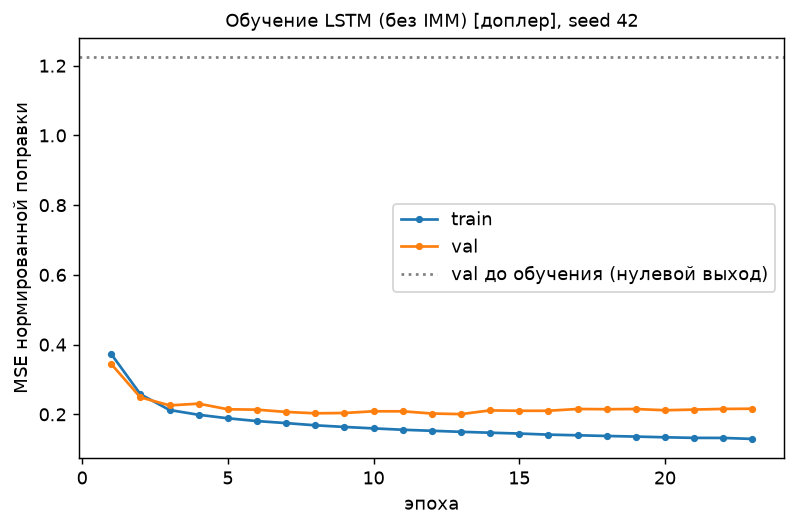 Обучение LSTM (без IMM) [доплер], seed 42
MSE нормированной поправки
1.2
1.0
0.8
0.6
0.4
0.2
train
val
val до обучения (нулевой выход)
0
5
10
15
20
эпоха